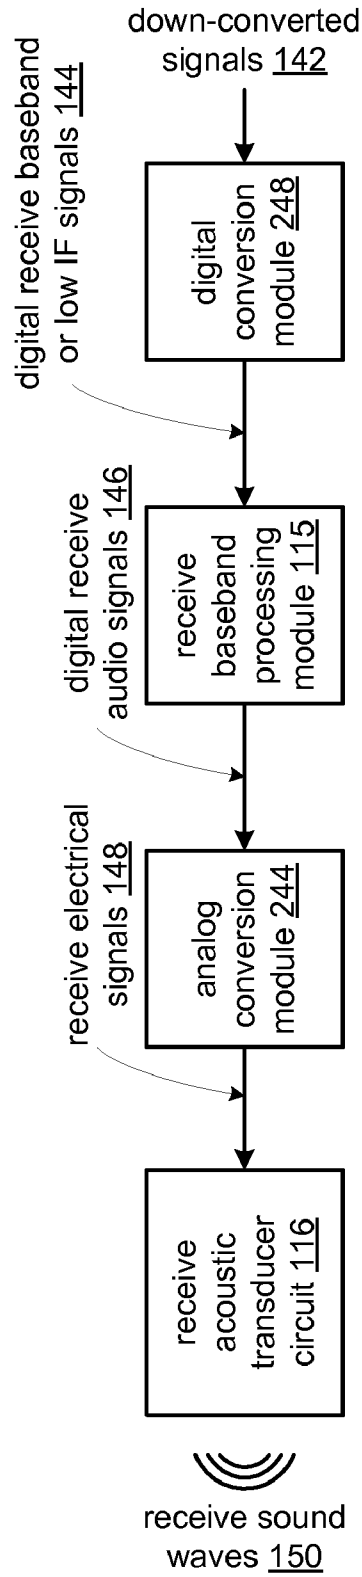 down-converted
signals 142
digital
conversion
module 248
digital receive baseband
or low IF signals 144
receive
baseband
processing
module 115
digital receive
audio signals 146
analog
conversion
module 244
receive electrical
signals 148
receive
acoustic
transducer
circuit 116
receive sound
waves 150